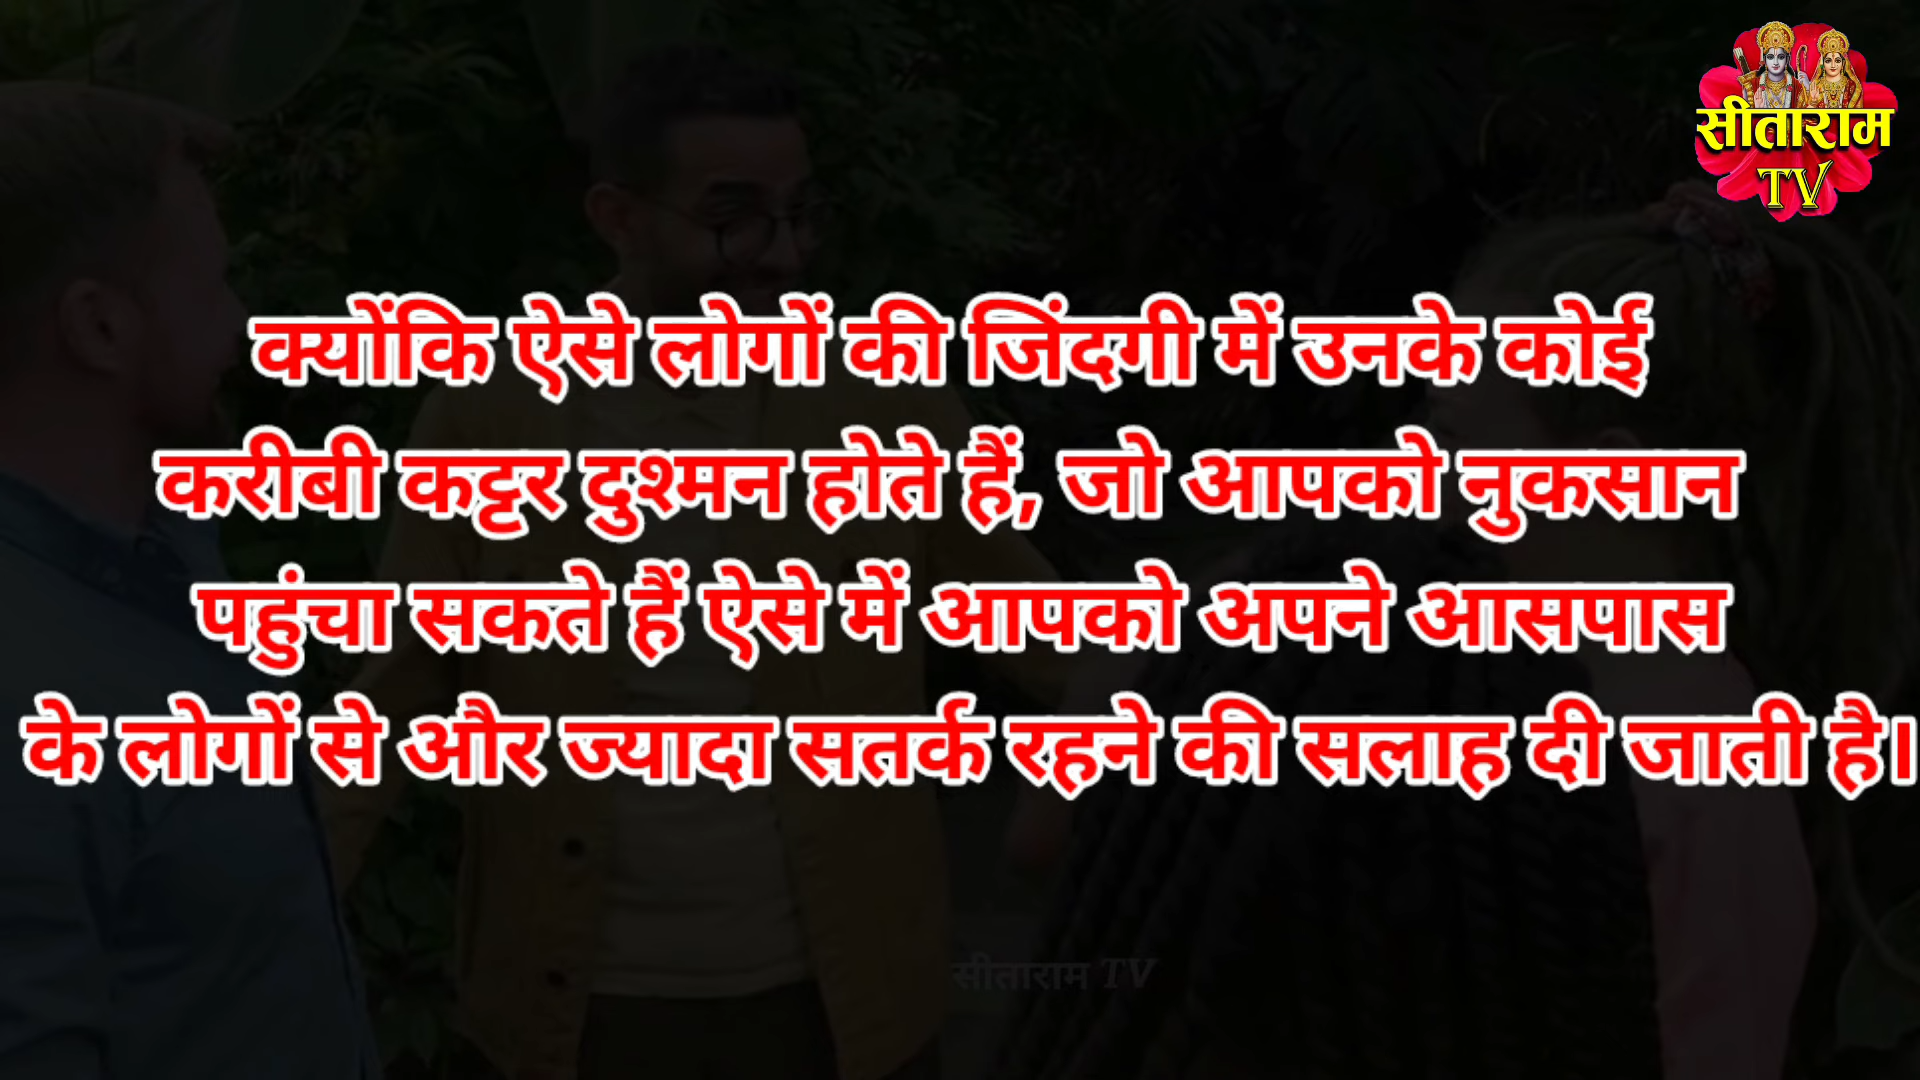 सीताराम
TV
क्योंकि ऐसे लोगों की जिंदगी में उनके कोई
करीबी कट्टर दुश्मन होते हैं, जो आपको नुकसान
पहुंचा सकते हैं ऐसे में आपको अपने आसपास
के लोगों से और ज्यादा सतर्क रहने की सलाह दी जाती है।
सीताराम TV